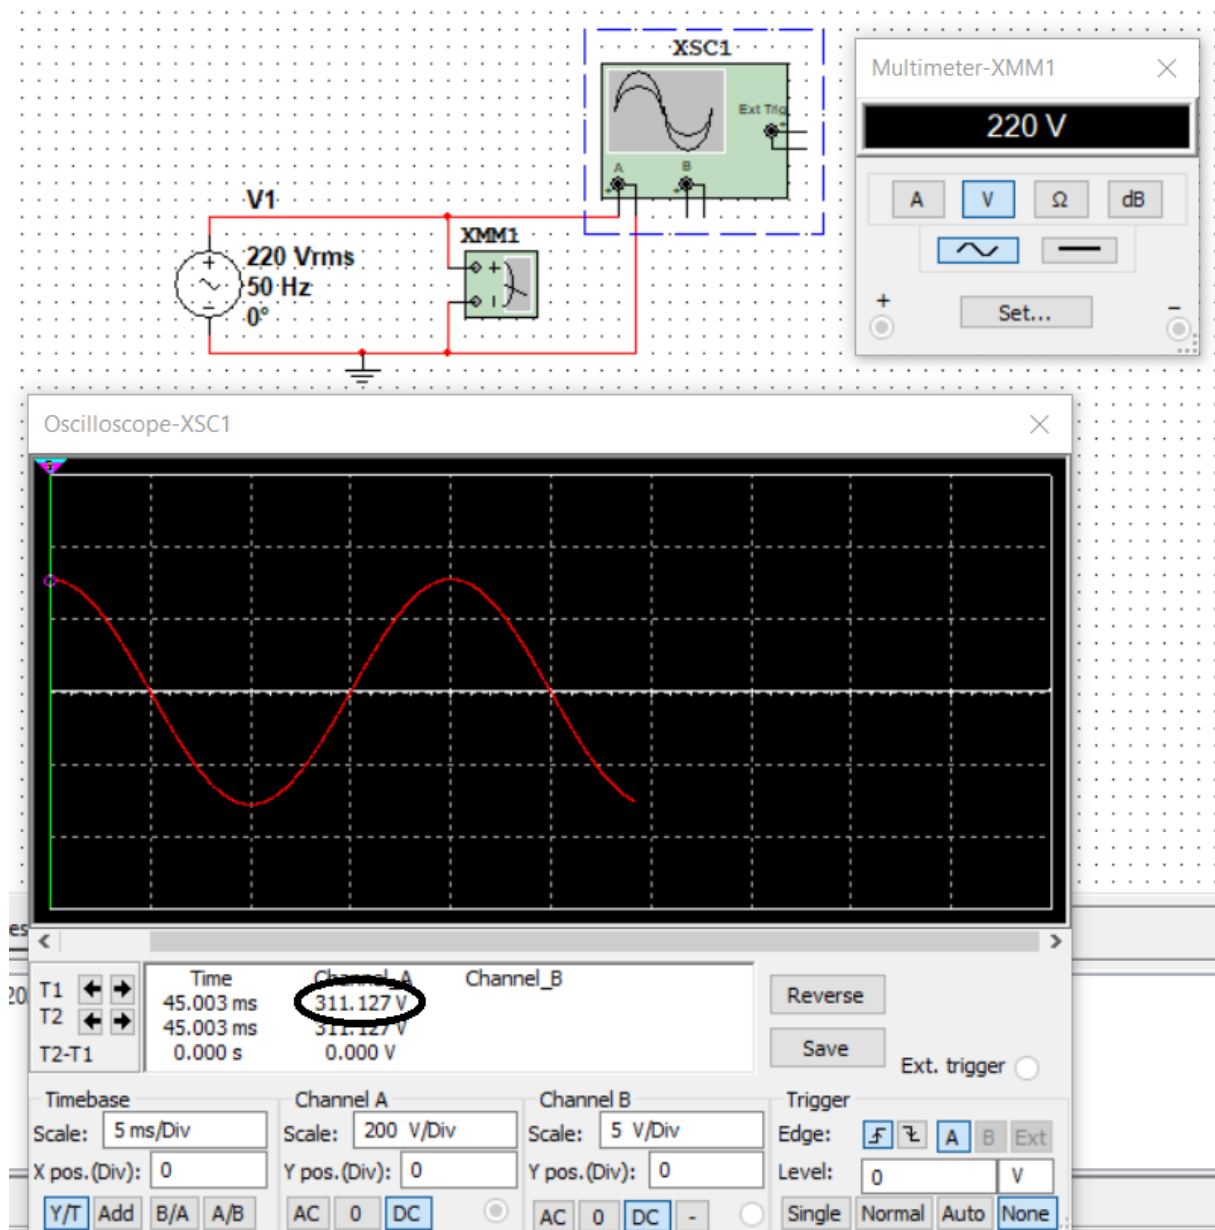 XSC1
Ext Trig
+
A
B
V1
220 Vrms
50 Hz
0°
XMM1
Multimeter-XMM1
220 V
A V Ω dB
Set...
+ −
Oscilloscope-XSC1
es
20
Time Channel_A Channel_B
T1 45.003 ms 311.127 V
T2 45.003 ms 311.127 V
T2-T1 0.000 s 0.000 V
Reverse
Save
Ext. trigger
Timebase
Scale: 5 ms/Div
X pos.(Div): 0
Y/T Add B/A A/B
Channel A
Scale: 200 V/Div
Y pos.(Div): 0
AC 0 DC
Channel B
Scale: 5 V/Div
Y pos.(Div): 0
AC 0 DC -
Trigger
Edge: A B Ext
Level: 0 V
Single Normal Auto None